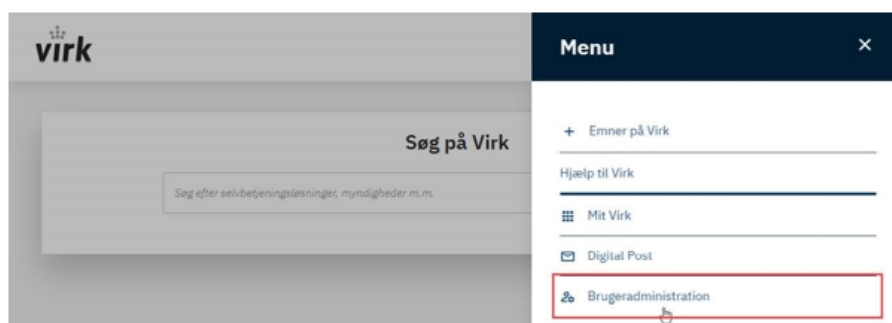 virk
Menu
Søg på Virk
Søg efter selvbetjeningsløsninger, myndigheder m.m.
Emner på Virk
Hjælp til Virk
Mit Virk
Digital Post
Brugeradministration